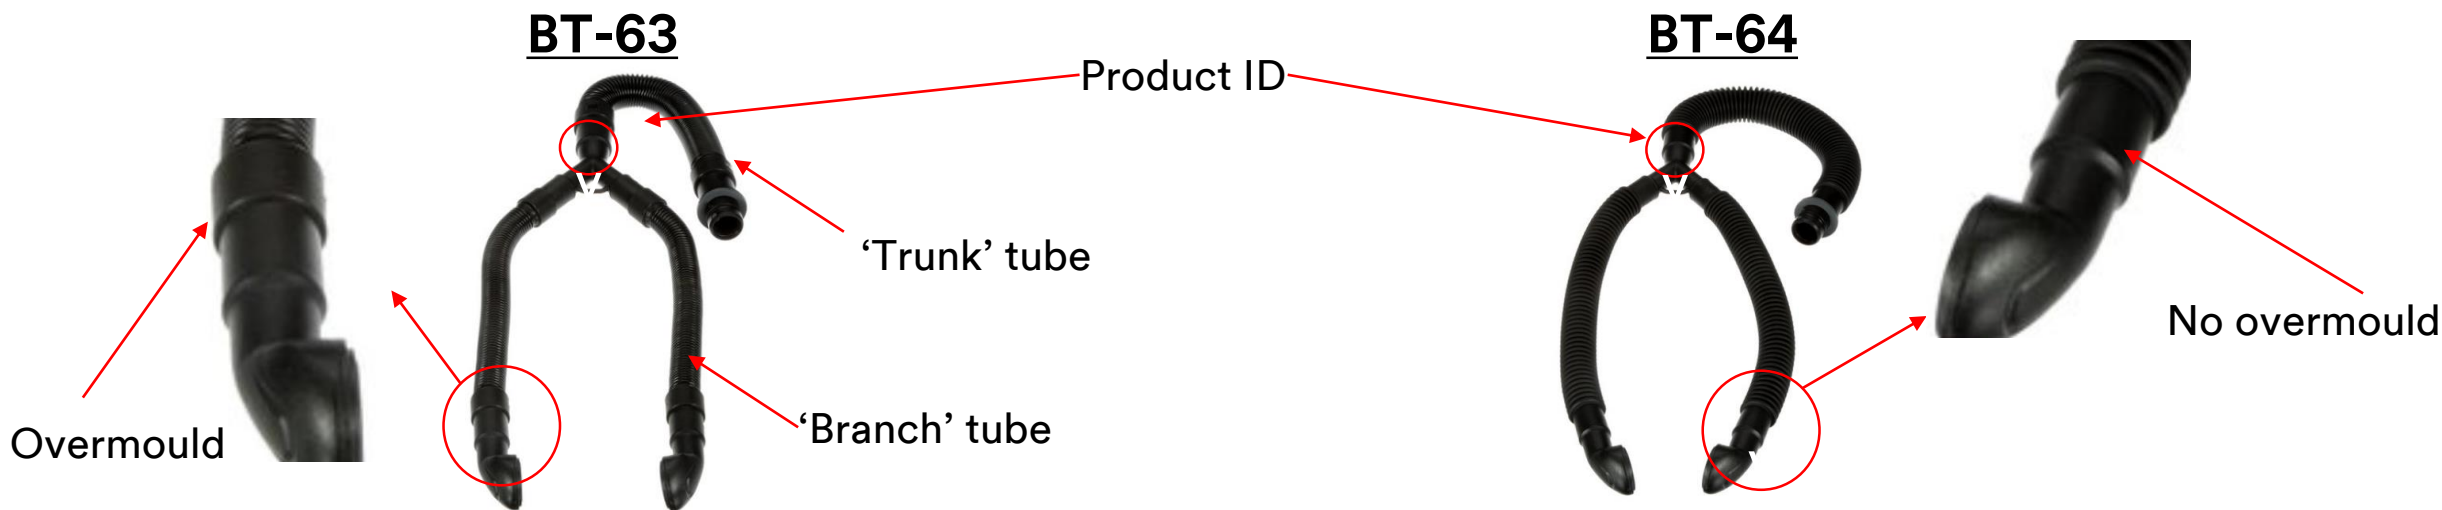 BT-63
BT-64
Product ID
'Trunk' tube
'Branch' tube
Overmould
No overmould